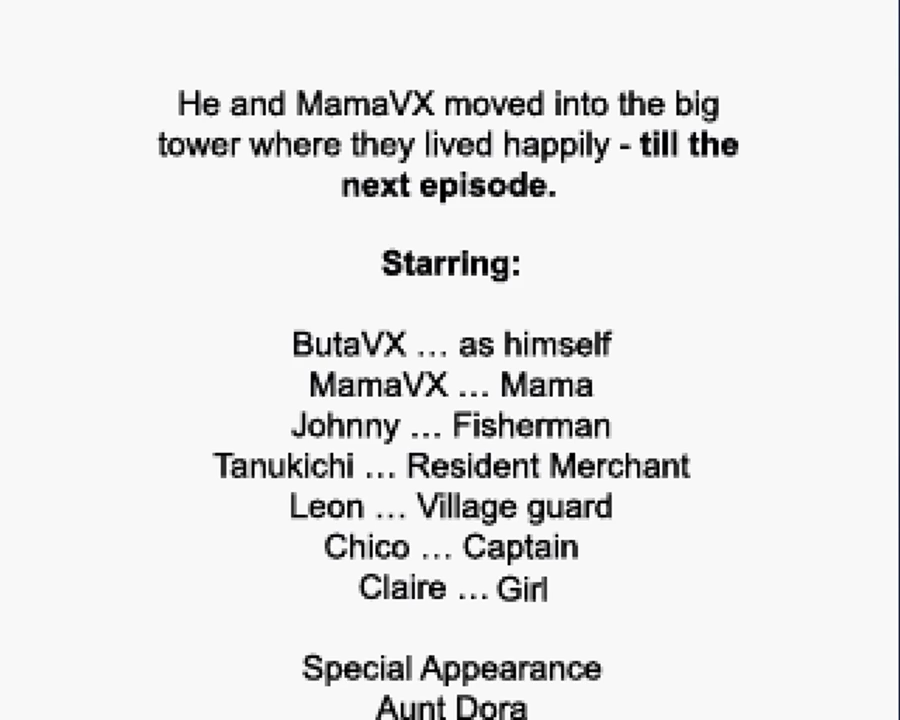 He and MamaVX moved into the big
tower where they lived happily - till the
next episode.
Starring:
ButaVX ... as himself
MamaVX ... Mama
Johnny ... Fisherman
Tanukichi ... Resident Merchant
Leon ... Village guard
Chico ... Captain
Claire ... Girl
Special Appearance
Aunt Dora